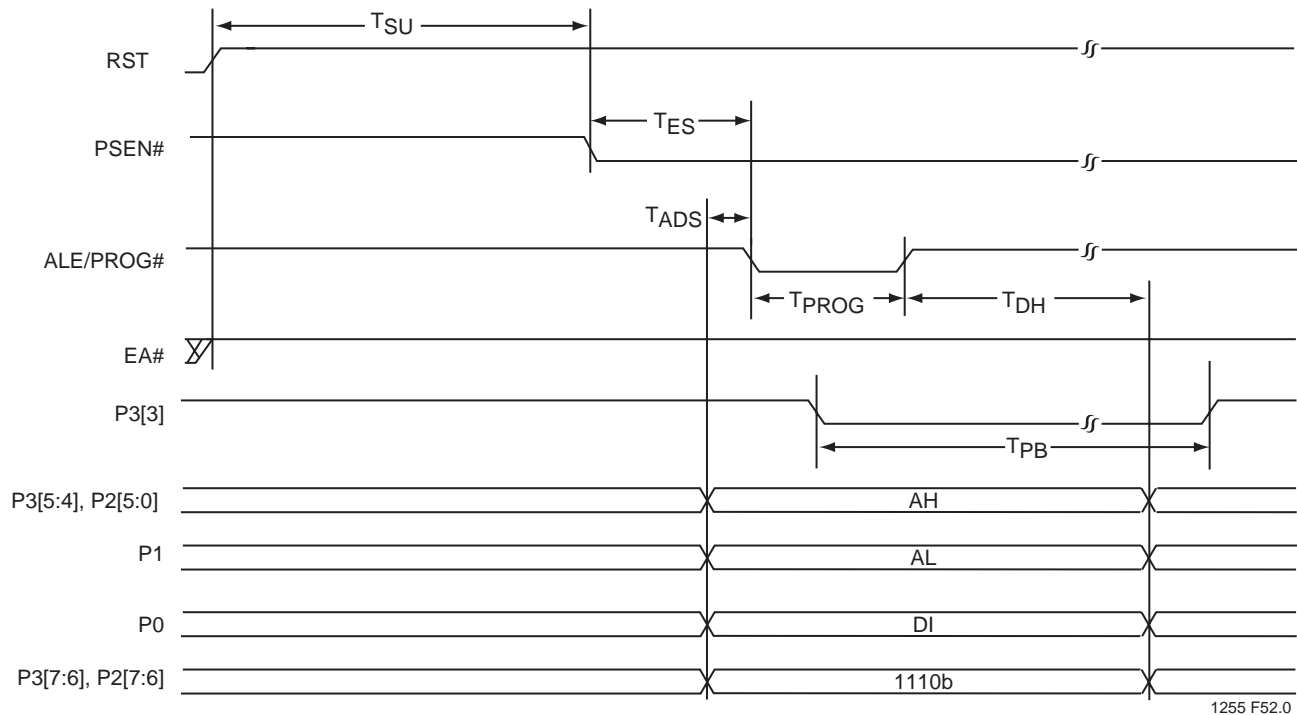 TSU
RST
TES
PSEN#
TADS
ALE/PROG#
TPROG
TDH
EA#
P3[3]
TPB
P3[5:4], P2[5:0]
AH
P1
AL
P0
DI
P3[7:6], P2[7:6]
1110b
1255 F52.0